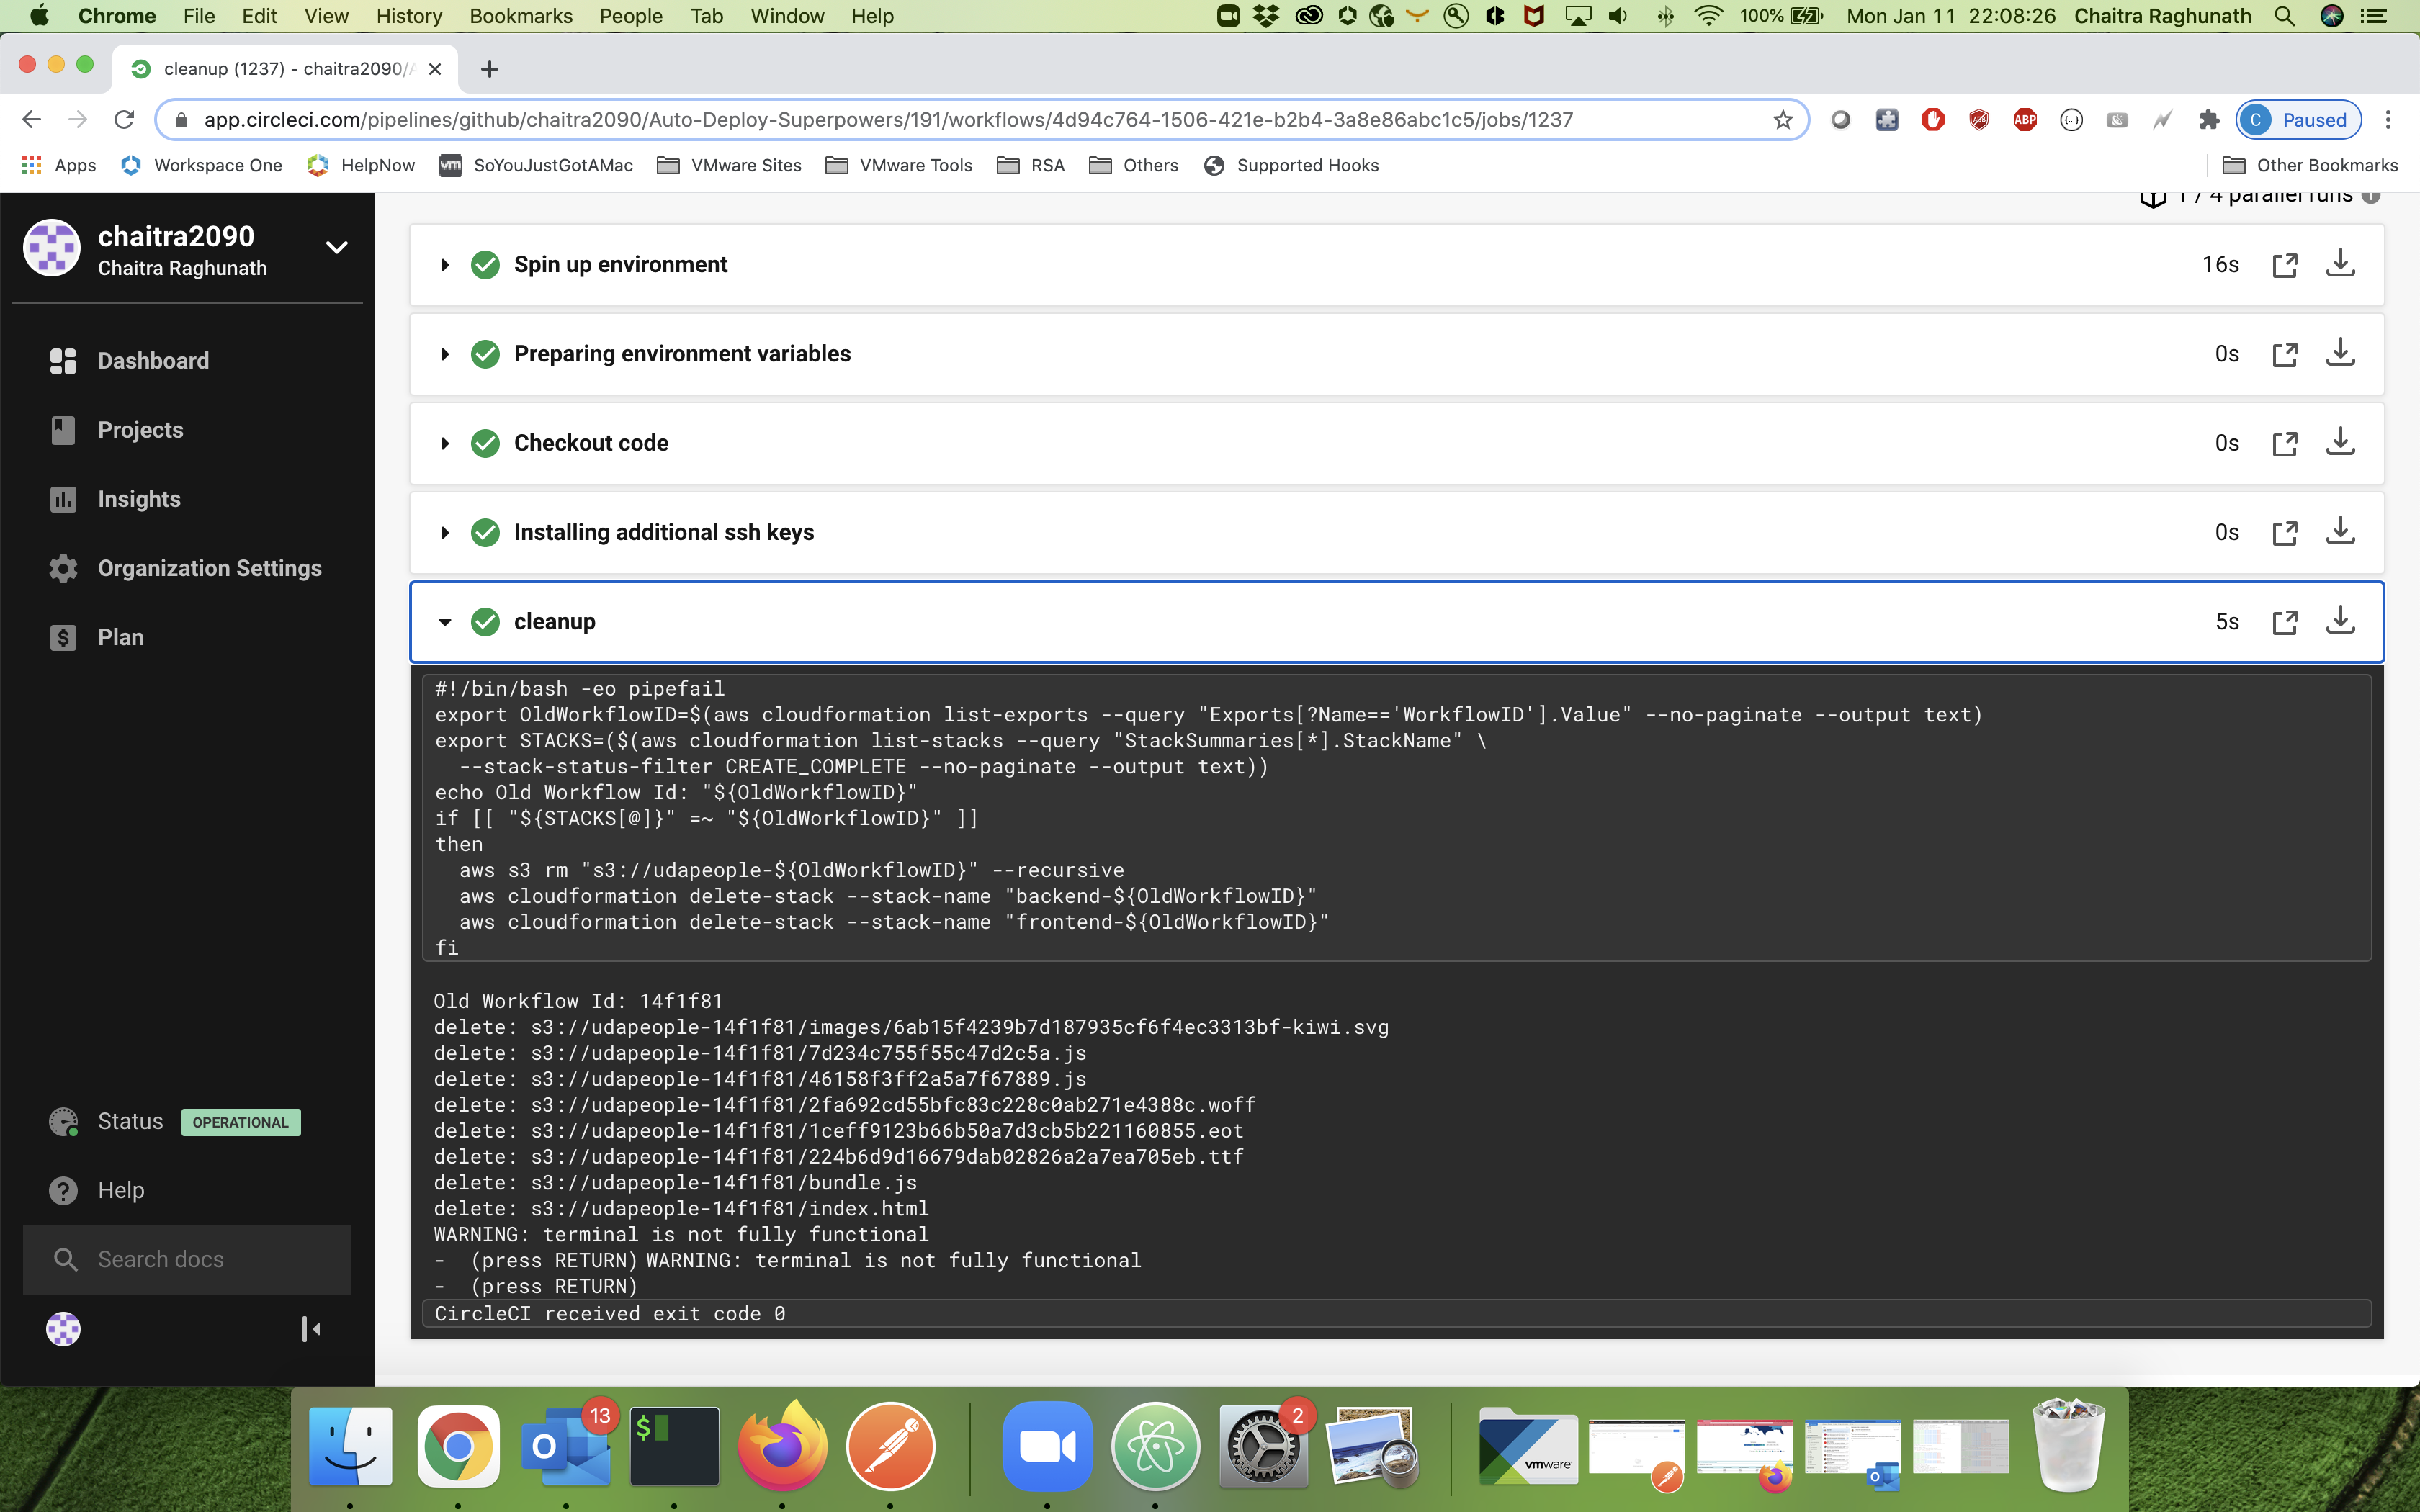 Chrome File Edit View History Bookmarks People Tab Window Help 100% Mon Jan 11 22:08:26 Chaitra Raghunath
cleanup (1237) - chaitra2090/A
app.circleci.com/pipelines/github/chaitra2090/Auto-Deploy-Superpowers/191/workflows/4d94c764-1506-421e-b2b4-3a8e86abc1c5/jobs/1237 ABP C Paused
Apps Workspace One HelpNow vm SoYouJustGotAMac VMware Sites VMware Tools RSA Others Supported Hooks Other Bookmarks
1 / 4 parallel runs
chaitra2090
Chaitra Raghunath
Dashboard
Projects
Insights
Organization Settings
Plan
Status OPERATIONAL
Help
Search docs
Spin up environment 16s
Preparing environment variables 0s
Checkout code 0s
Installing additional ssh keys 0s
cleanup 5s
#!/bin/bash -eo pipefail
export OldWorkflowID=$(aws cloudformation list-exports --query "Exports[?Name=='WorkflowID'].Value" --no-paginate --output text)
export STACKS=($(aws cloudformation list-stacks --query "StackSummaries[*].StackName" \
--stack-status-filter CREATE_COMPLETE --no-paginate --output text))
echo Old Workflow Id: "${OldWorkflowID}"
if [[ "${STACKS[@]}" =~ "${OldWorkflowID}" ]]
then
aws s3 rm "s3://udapeople-${OldWorkflowID}" --recursive
aws cloudformation delete-stack --stack-name "backend-${OldWorkflowID}"
aws cloudformation delete-stack --stack-name "frontend-${OldWorkflowID}"
fi
Old Workflow Id: 14f1f81
delete: s3://udapeople-14f1f81/images/6ab15f4239b7d187935cf6f4ec3313bf-kiwi.svg
delete: s3://udapeople-14f1f81/7d234c755f55c47d2c5a.js
delete: s3://udapeople-14f1f81/46158f3ff2a5a7f67889.js
delete: s3://udapeople-14f1f81/2fa692cd55bfc83c228c0ab271e4388c.woff
delete: s3://udapeople-14f1f81/1ceff9123b66b50a7d3cb5b221160855.eot
delete: s3://udapeople-14f1f81/224b6d9d16679dab02826a2a7ea705eb.ttf
delete: s3://udapeople-14f1f81/bundle.js
delete: s3://udapeople-14f1f81/index.html
WARNING: terminal is not fully functional
- (press RETURN) WARNING: terminal is not fully functional
- (press RETURN)
CircleCI received exit code 0
13
2
vmware